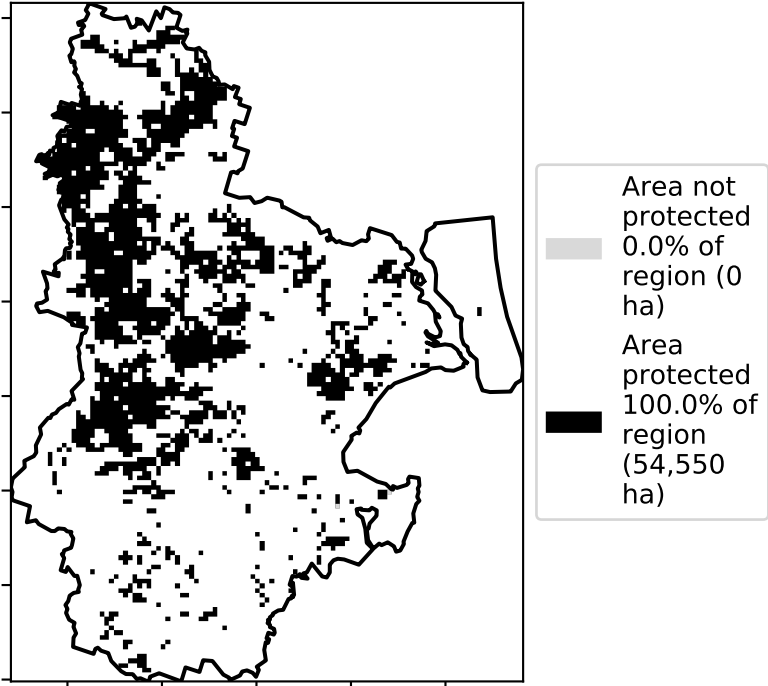 Area not
protected
0.0% of
region (0
ha)
Area
protected
100.0% of
region
(54,550
ha)